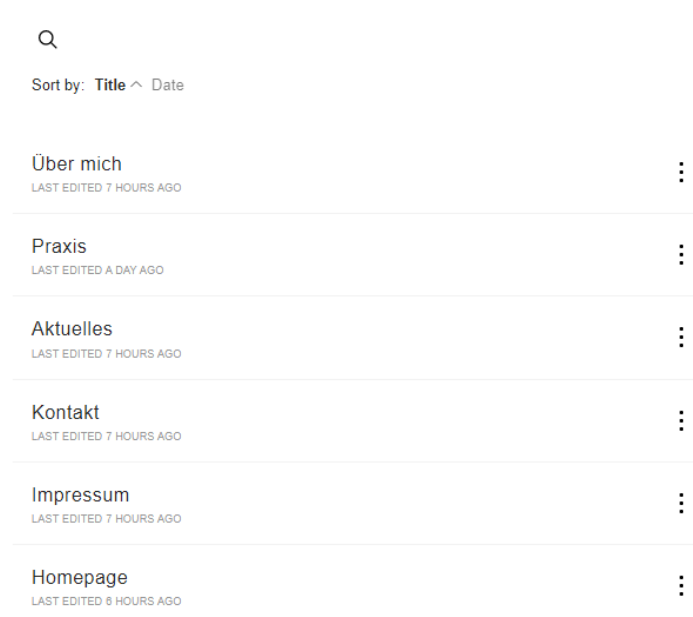 Sort by: Title Date
Über mich
LAST EDITED 7 HOURS AGO
Praxis
LAST EDITED A DAY AGO
Aktuelles
LAST EDITED 7 HOURS AGO
Kontakt
LAST EDITED 7 HOURS AGO
Impressum
LAST EDITED 7 HOURS AGO
Homepage
LAST EDITED 6 HOURS AGO